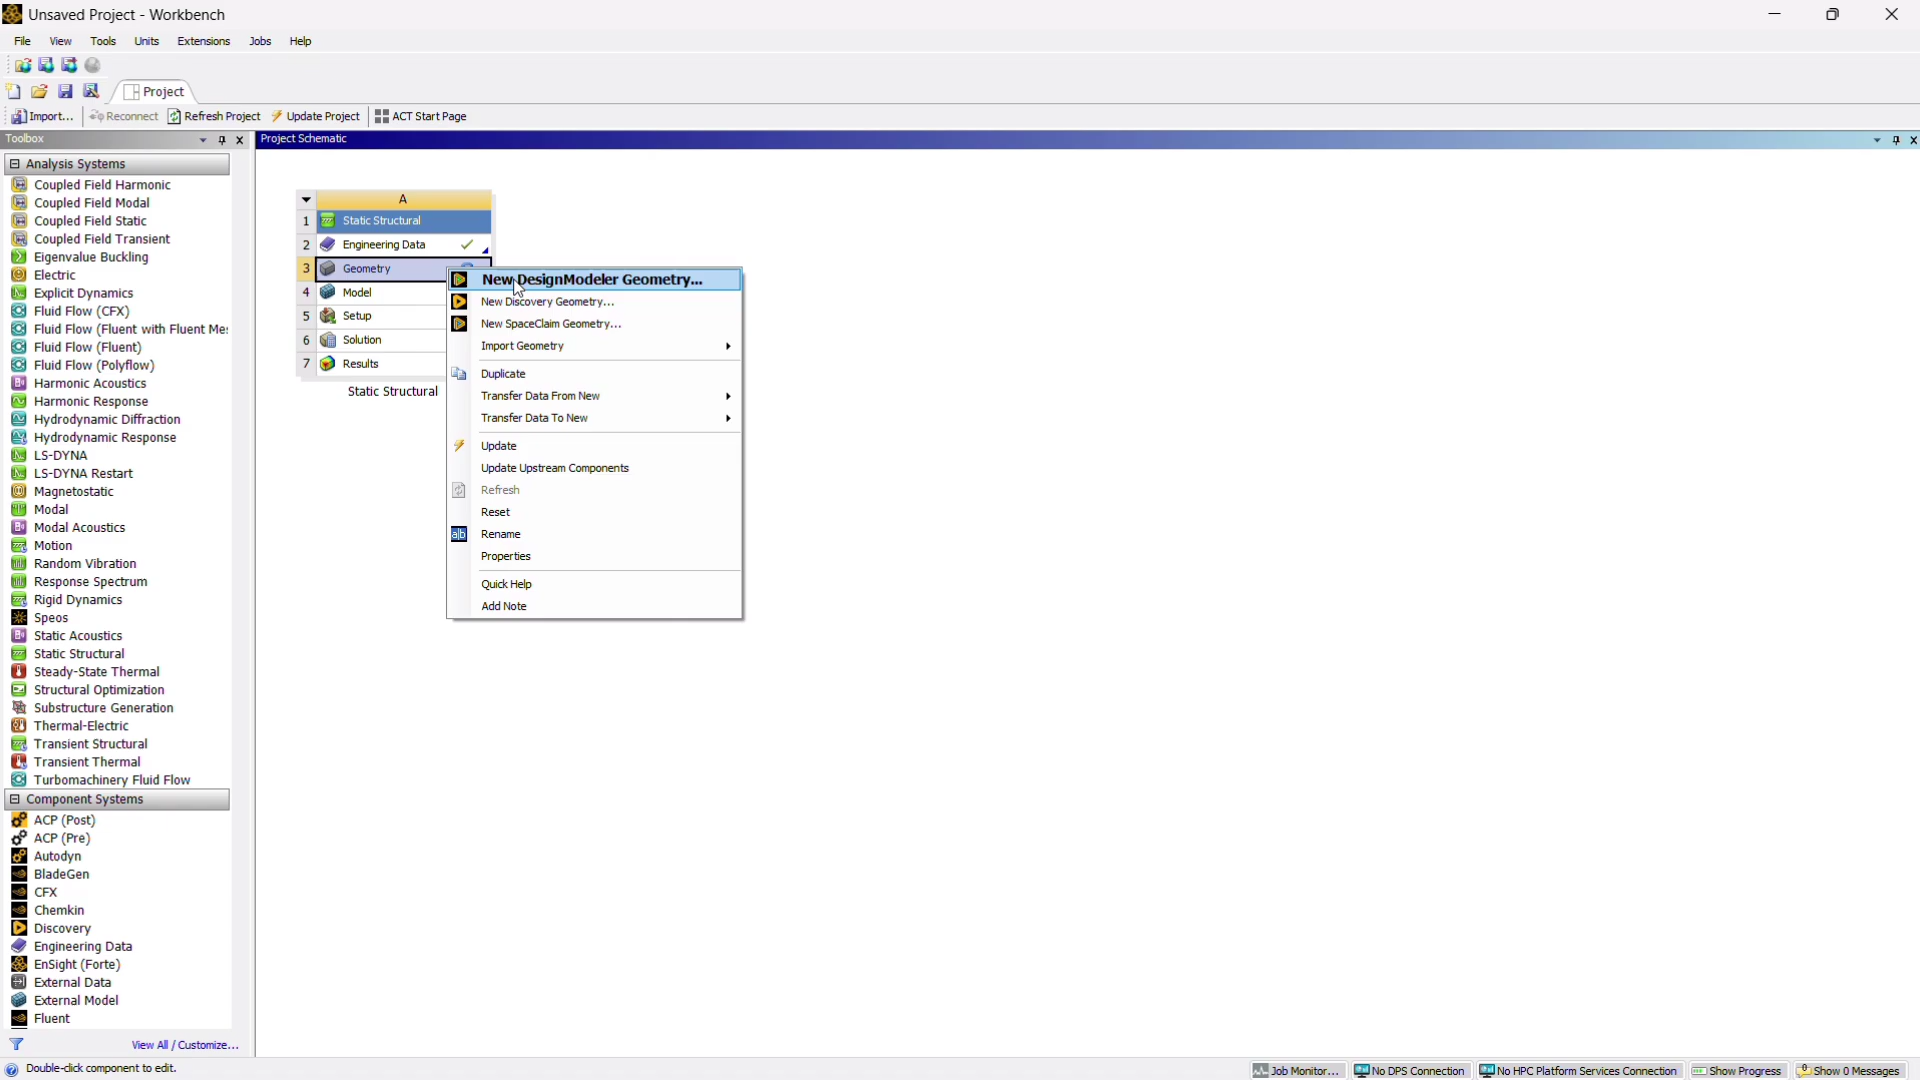 Unsaved Project - Workbench
File View Tools Units Extensions Jobs Help
Project
Import... Reconnect Refresh Project Update Project ACT Start Page
Toolbox
Analysis Systems
Coupled Field Harmonic
Coupled Field Modal
Coupled Field Static
Coupled Field Transient
Eigenvalue Buckling
Electric
Explicit Dynamics
Fluid Flow (CFX)
Fluid Flow (Fluent with Fluent Me
Fluid Flow (Fluent)
Fluid Flow (Polyflow)
Harmonic Acoustics
Harmonic Response
Hydrodynamic Diffraction
Hydrodynamic Response
LS-DYNA
LS-DYNA Restart
Magnetostatic
Modal
Modal Acoustics
Motion
Random Vibration
Response Spectrum
Rigid Dynamics
Speos
Static Acoustics
Static Structural
Steady-State Thermal
Structural Optimization
Substructure Generation
Thermal-Electric
Transient Structural
Transient Thermal
Turbomachinery Fluid Flow
Component Systems
ACP (Post)
ACP (Pre)
Autodyn
BladeGen
CFX
Chemkin
Discovery
Engineering Data
EnSight (Forte)
External Data
External Model
Fluent
View All / Customize...
Project Schematic
A
1 Static Structural
2 Engineering Data
3 Geometry
4 Model
5 Setup
6 Solution
7 Results
Static Structural
New DesignModeler Geometry...
New Discovery Geometry...
New SpaceClaim Geometry...
Import Geometry
Duplicate
Transfer Data From New
Transfer Data To New
Update
Update Upstream Components
Refresh
Reset
a|b Rename
Properties
Quick Help
Add Note
Double-click component to edit.
Job Monitor... No DPS Connection No HPC Platform Services Connection Show Progress Show 0 Messages